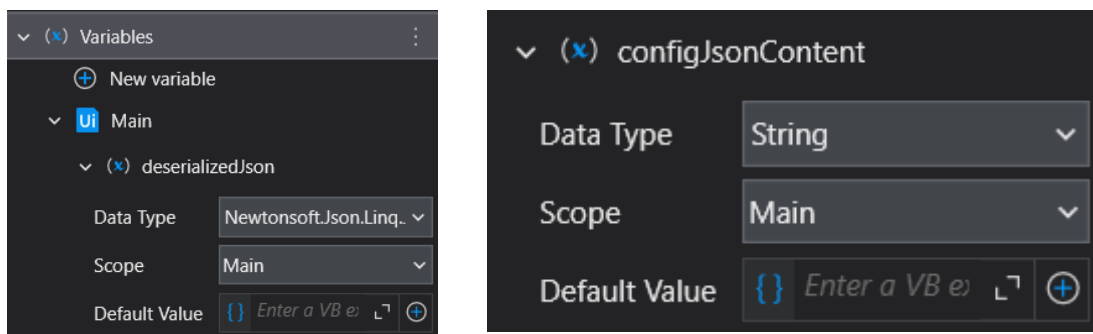 (x) Variables
New variable
Ui Main
(x) deserializedJson
Data Type Newtonsoft.Json.Linq..
Scope Main
Default Value {} Enter a VB e
(x) configJsonContent
Data Type String
Scope Main
Default Value {} Enter a VB e